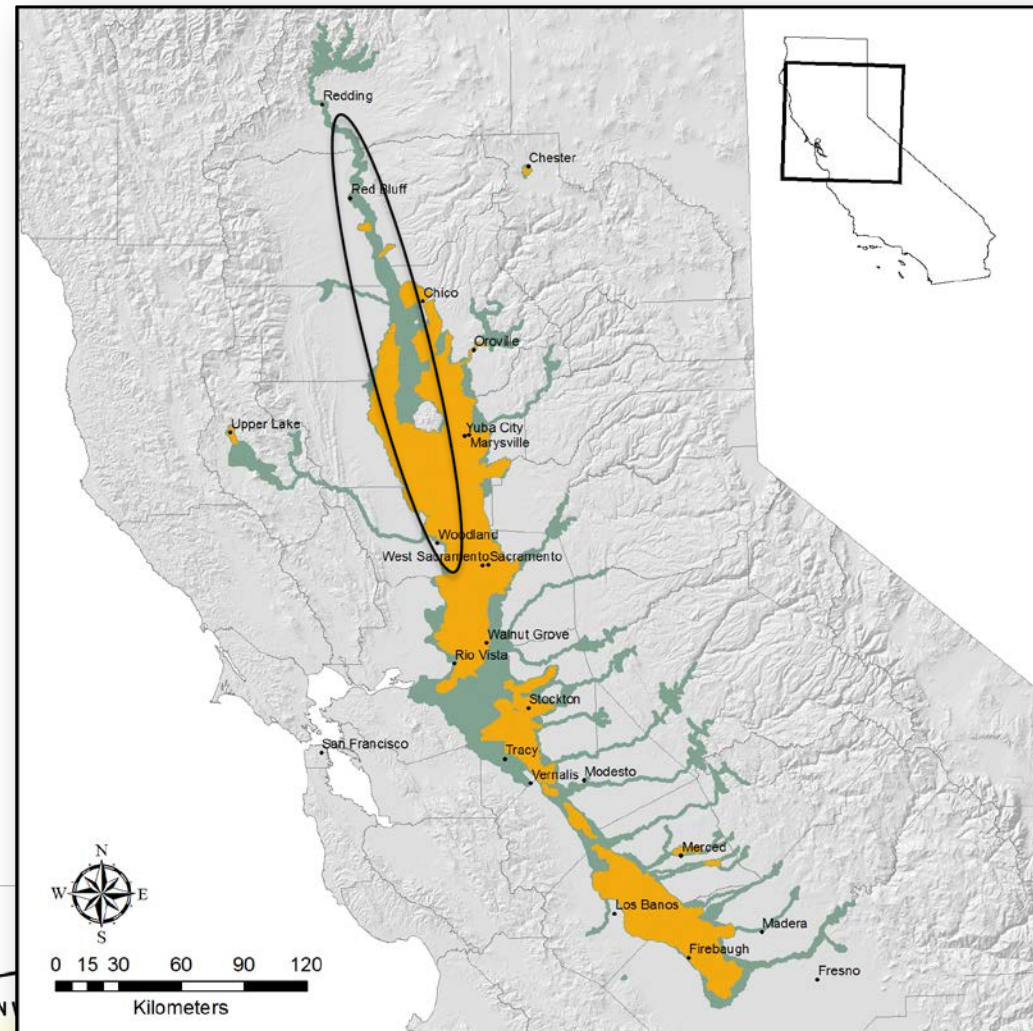 Redding
Chester
Red Bluff
Chico
Oroville
Upper Lake
Yuba City
Marysville
Woodland
West Sacramento Sacramento
Walnut Grove
Rio Vista
Stockton
San Francisco
Tracy
Vernalis Modesto
Merced
Los Banos
Madera
Firebaugh
Fresno
N
W E
S
0 15 30 60 90 120
Kilometers
N